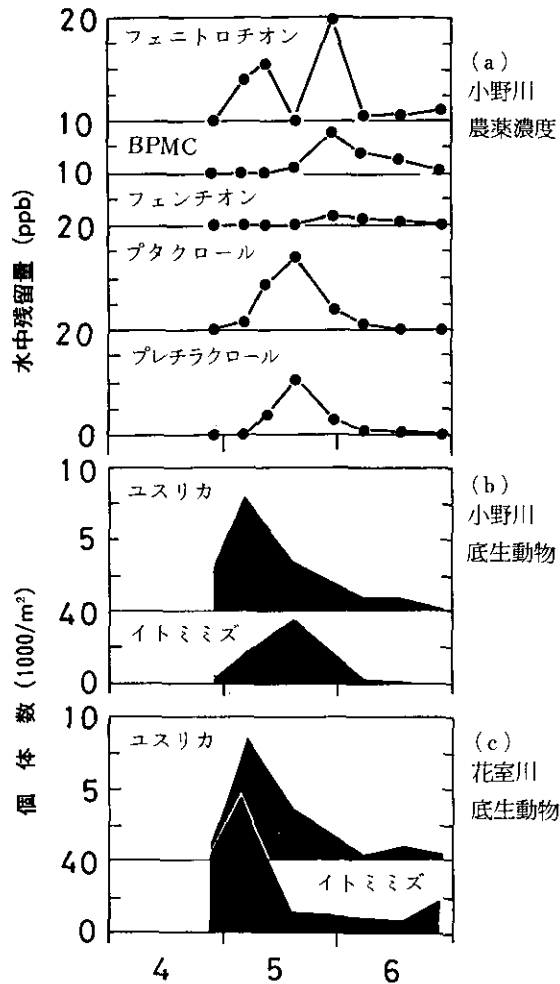 水中残留量 (ppb)
20
フェニトロチオン
10
BPMC
10
フェンチオン
20
ブタクロール
20
プレチラクロール
0
(a)
小野川
農薬濃度
個体数 (1000/m²)
10
ユスリカ
5
40
イトミミズ
0
(b)
小野川
底生動物
10
ユスリカ
5
40
イトミミズ
0
(c)
花室川
底生動物
4
5
6